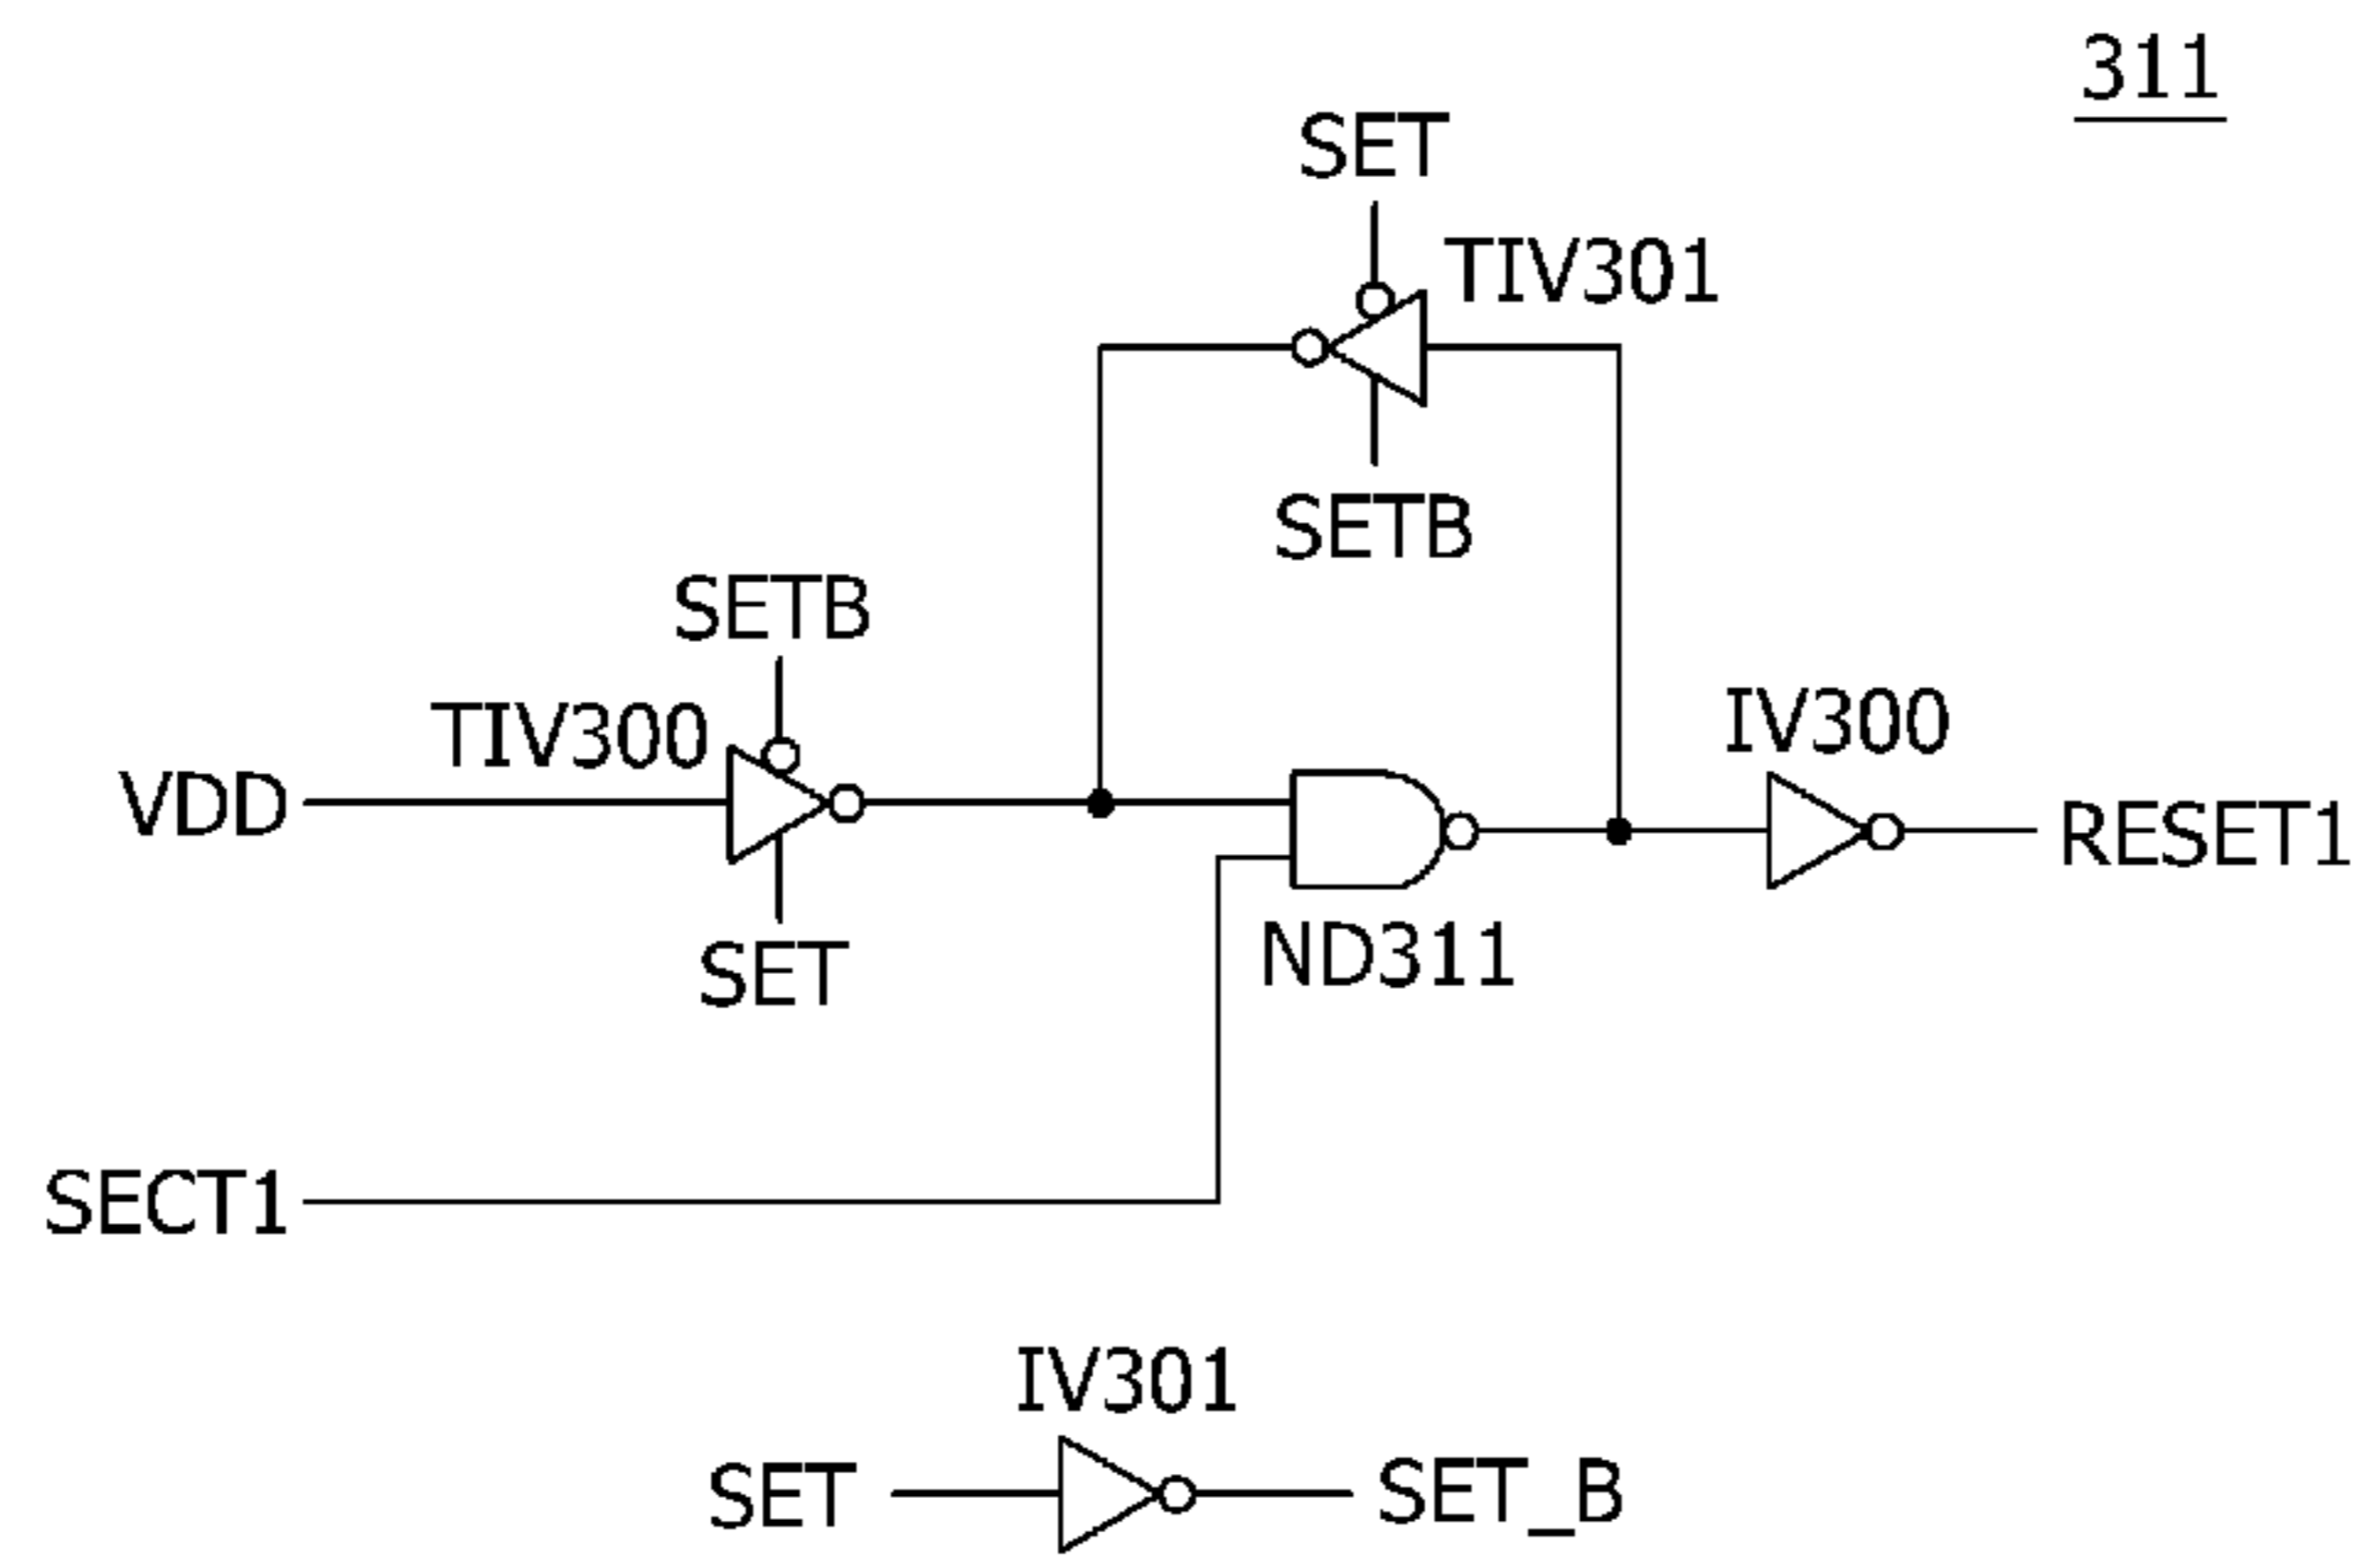 311
SET
TIV301
SETB
SETB
TIV300
IV300
VDD
RESET1
ND311
SET
SECT1
IV301
SET
SET_B